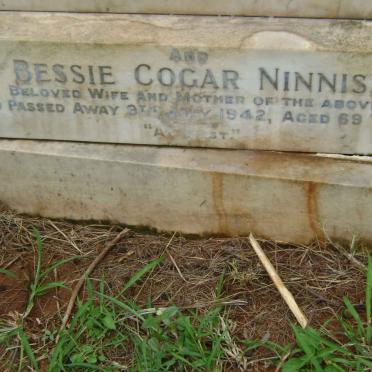 AND
BESSIE COGAR NINNIS,
BELOVED WIFE AND MOTHER OF THE ABOVE
PASSED AWAY 1942, AGED 69